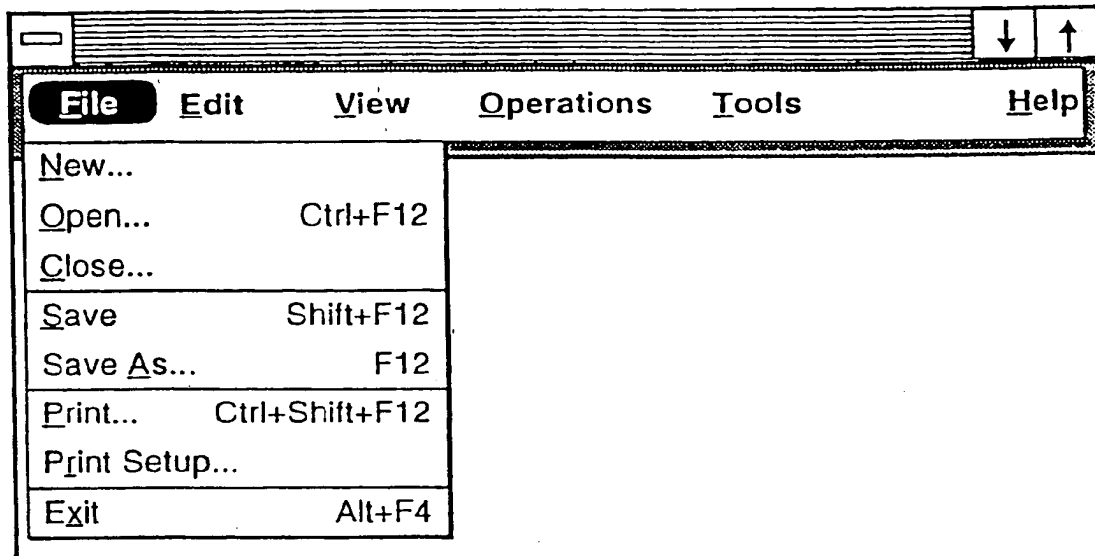 File Edit View Operations Tools Help
New...
Open... Ctrl+F12
Close...
Save Shift+F12
Save As... F12
Print... Ctrl+Shift+F12
Print Setup...
Exit Alt+F4